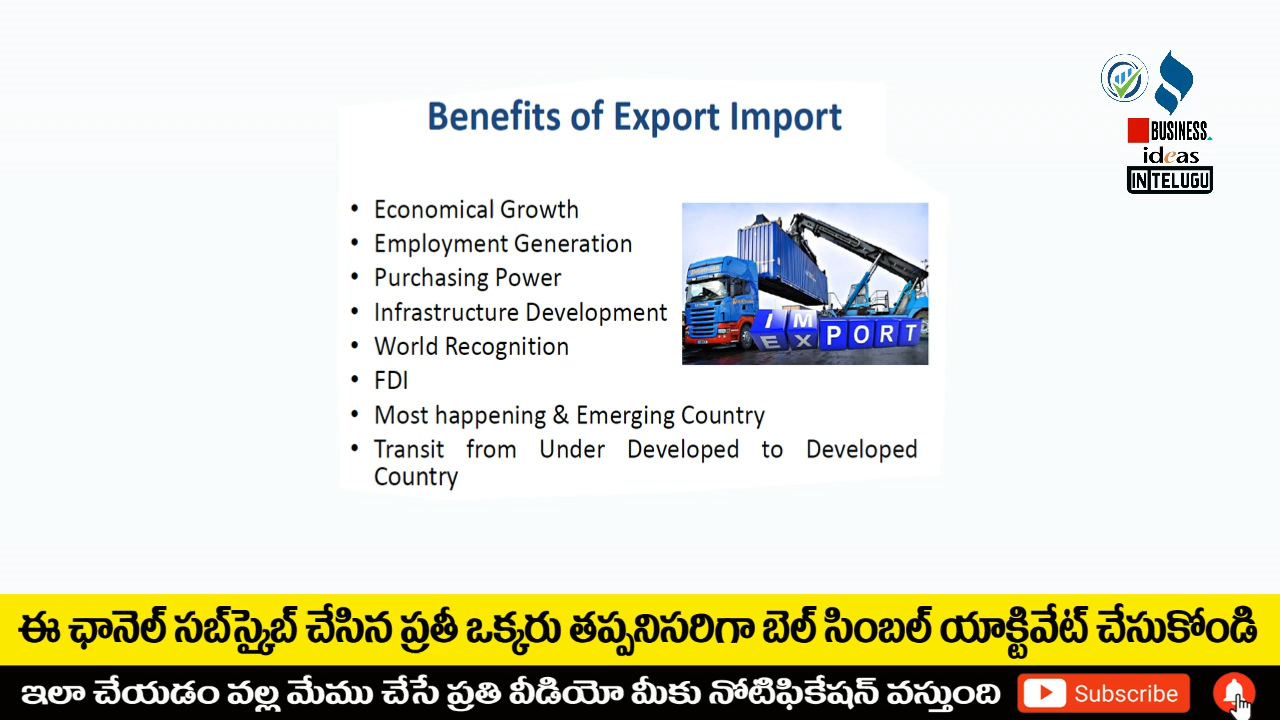 Benefits of Export Import
BUSINESS
ideas
IN TELUGU
• Economical Growth
• Employment Generation
• Purchasing Power
• Infrastructure Development
• World Recognition
• FDI
• Most happening & Emerging Country
• Transit from Under Developed to Developed
Country
IM
EX PORT
ఈ ఛానెల్ సబ్‌స్క్రైబ్ చేసిన ప్రతీ ఒక్కరు తప్పనిసరిగా బెల్ సింబల్ యాక్టివేట్ చేసుకోండి
ఇలా చేయడం వల్ల మేము చేసే ప్రతి వీడియో మీకు నోటిఫికేషన్ వస్తుంది
Subscribe